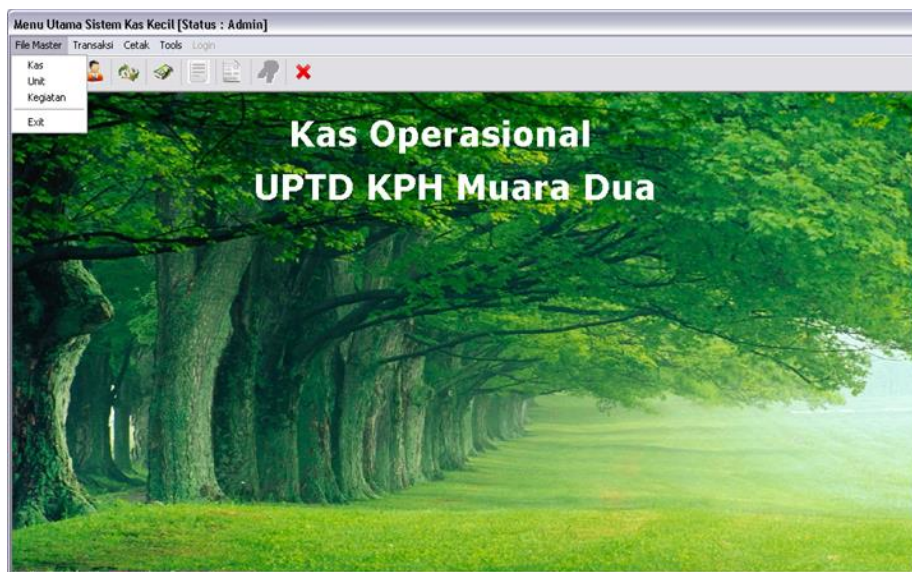 Menu Utama Sistem Kas Kecil [Status : Admin]
File Master Transaksi Cetak Tools Login
Kas
Unit
Kegiatan
Exit
Kas Operasional
UPTD KPH Muara Dua